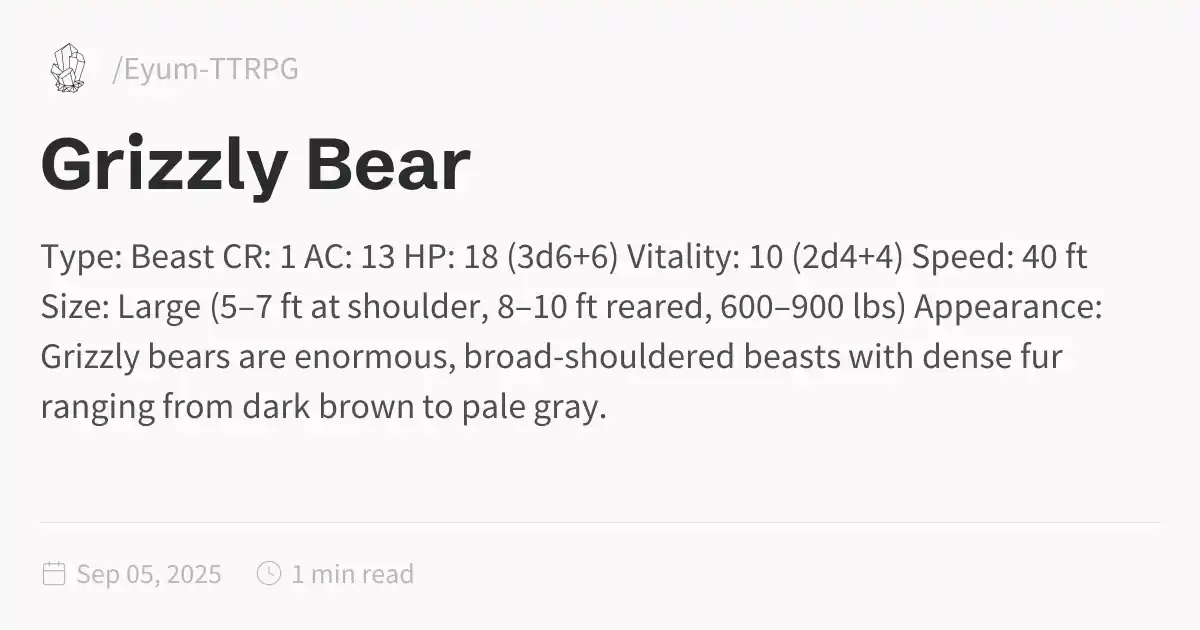 /Eyum-TTRPG
Grizzly Bear
Type: Beast CR: 1 AC: 13 HP: 18 (3d6+6) Vitality: 10 (2d4+4) Speed: 40 ft
Size: Large (5–7 ft at shoulder, 8–10 ft reared, 600–900 lbs) Appearance:
Grizzly bears are enormous, broad-shouldered beasts with dense fur
ranging from dark brown to pale gray.
Sep 05, 2025 1 min read